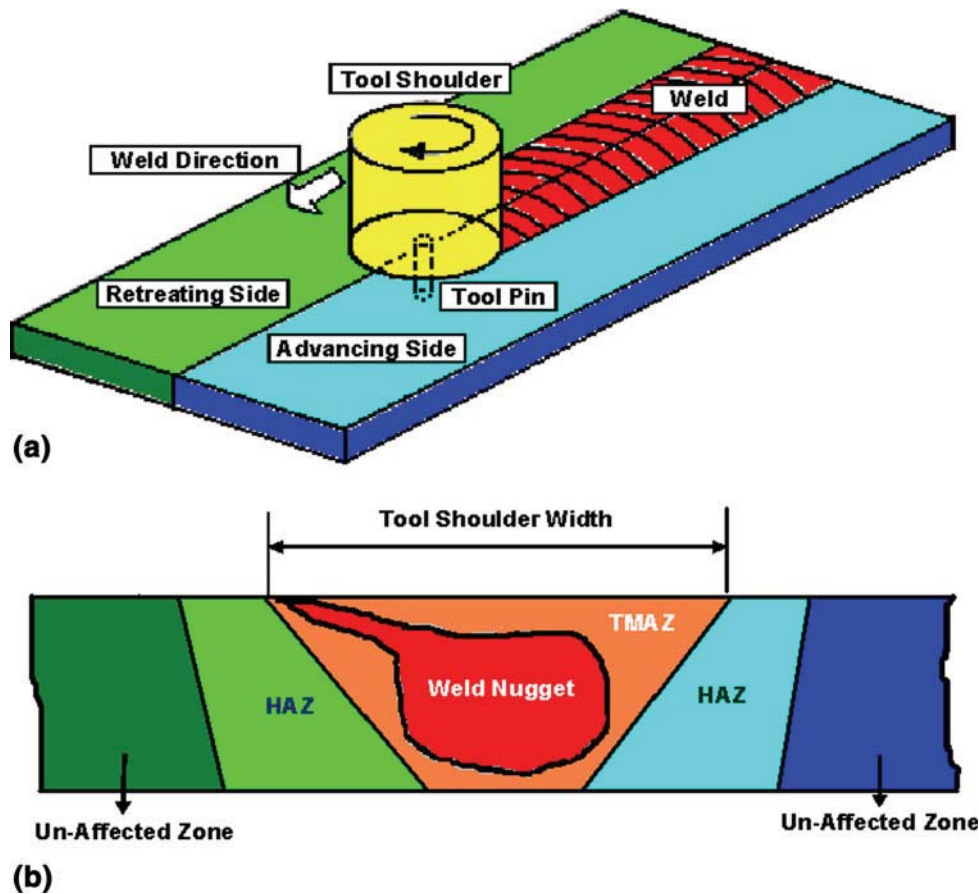 Tool Shoulder
Weld
Weld Direction
Retreating Side
Tool Pin
Advancing Side
(a)
Tool Shoulder Width
TMAZ
Weld Nugget
HAZ
HAZ
Un-Affected Zone
Un-Affected Zone
(b)